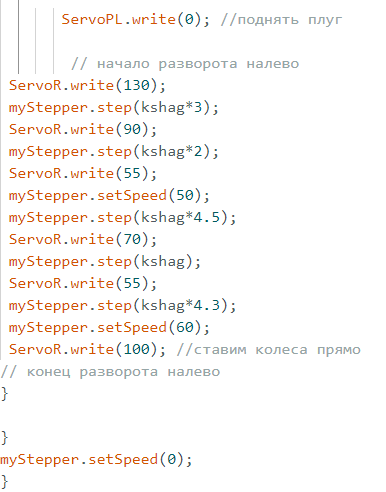 ServoPL.write(0); //поднять плуг
// начало разворота налево
ServoR.write(130);
myStepper.step(kshag*3);
ServoR.write(90);
myStepper.step(kshag*2);
ServoR.write(55);
myStepper.setSpeed(50);
myStepper.step(kshag*4.5);
ServoR.write(70);
myStepper.step(kshag);
ServoR.write(55);
myStepper.step(kshag*4.3);
myStepper.setSpeed(60);
ServoR.write(100); //ставим колеса прямо
// конец разворота налево
}
}
myStepper.setSpeed(0);
}